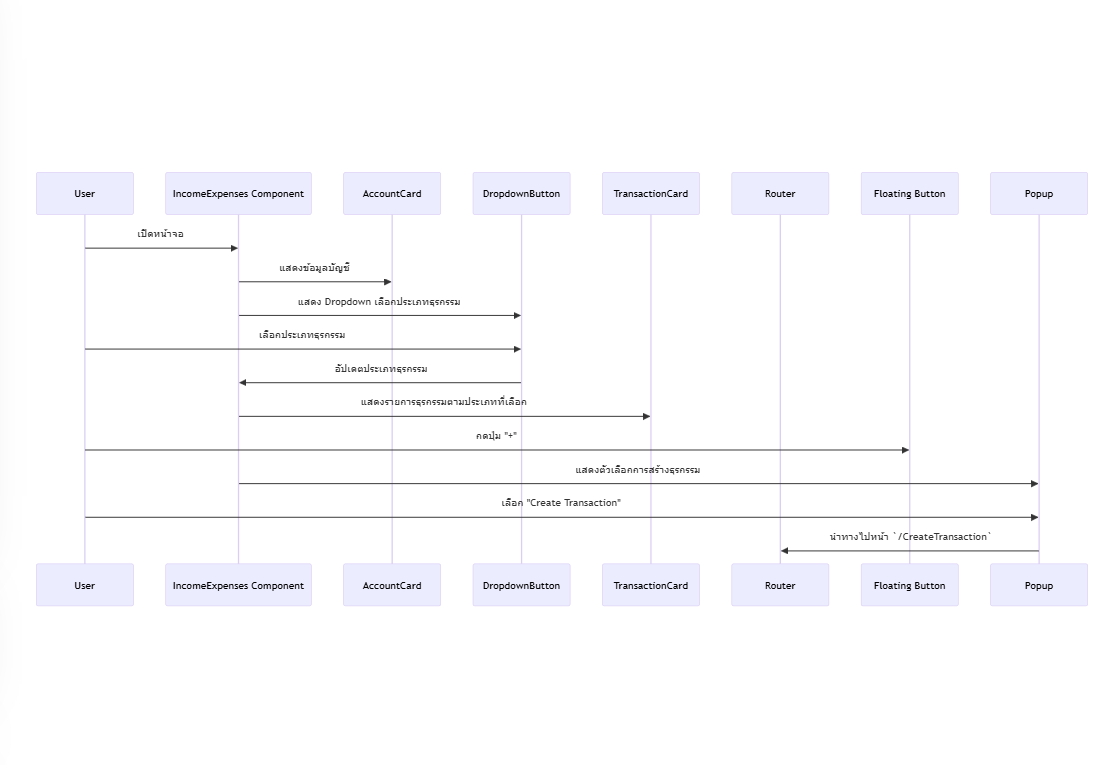 User
IncomeExpenses Component
AccountCard
DropdownButton
TransactionCard
Router
Floating Button
Popup
เปิดหน้าจอ
แสดงข้อมูลบัญชี
แสดง Dropdown เลือกประเภทธุรกรรม
เลือกประเภทธุรกรรม
อัปเดตประเภทธุรกรรม
แสดงรายการธุรกรรมตามประเภทที่เลือก
กดปุ่ม "+"
แสดงตัวเลือกการสร้างธุรกรรม
เลือก "Create Transaction"
นำทางไปหน้า `/CreateTransaction`
User
IncomeExpenses Component
AccountCard
DropdownButton
TransactionCard
Router
Floating Button
Popup